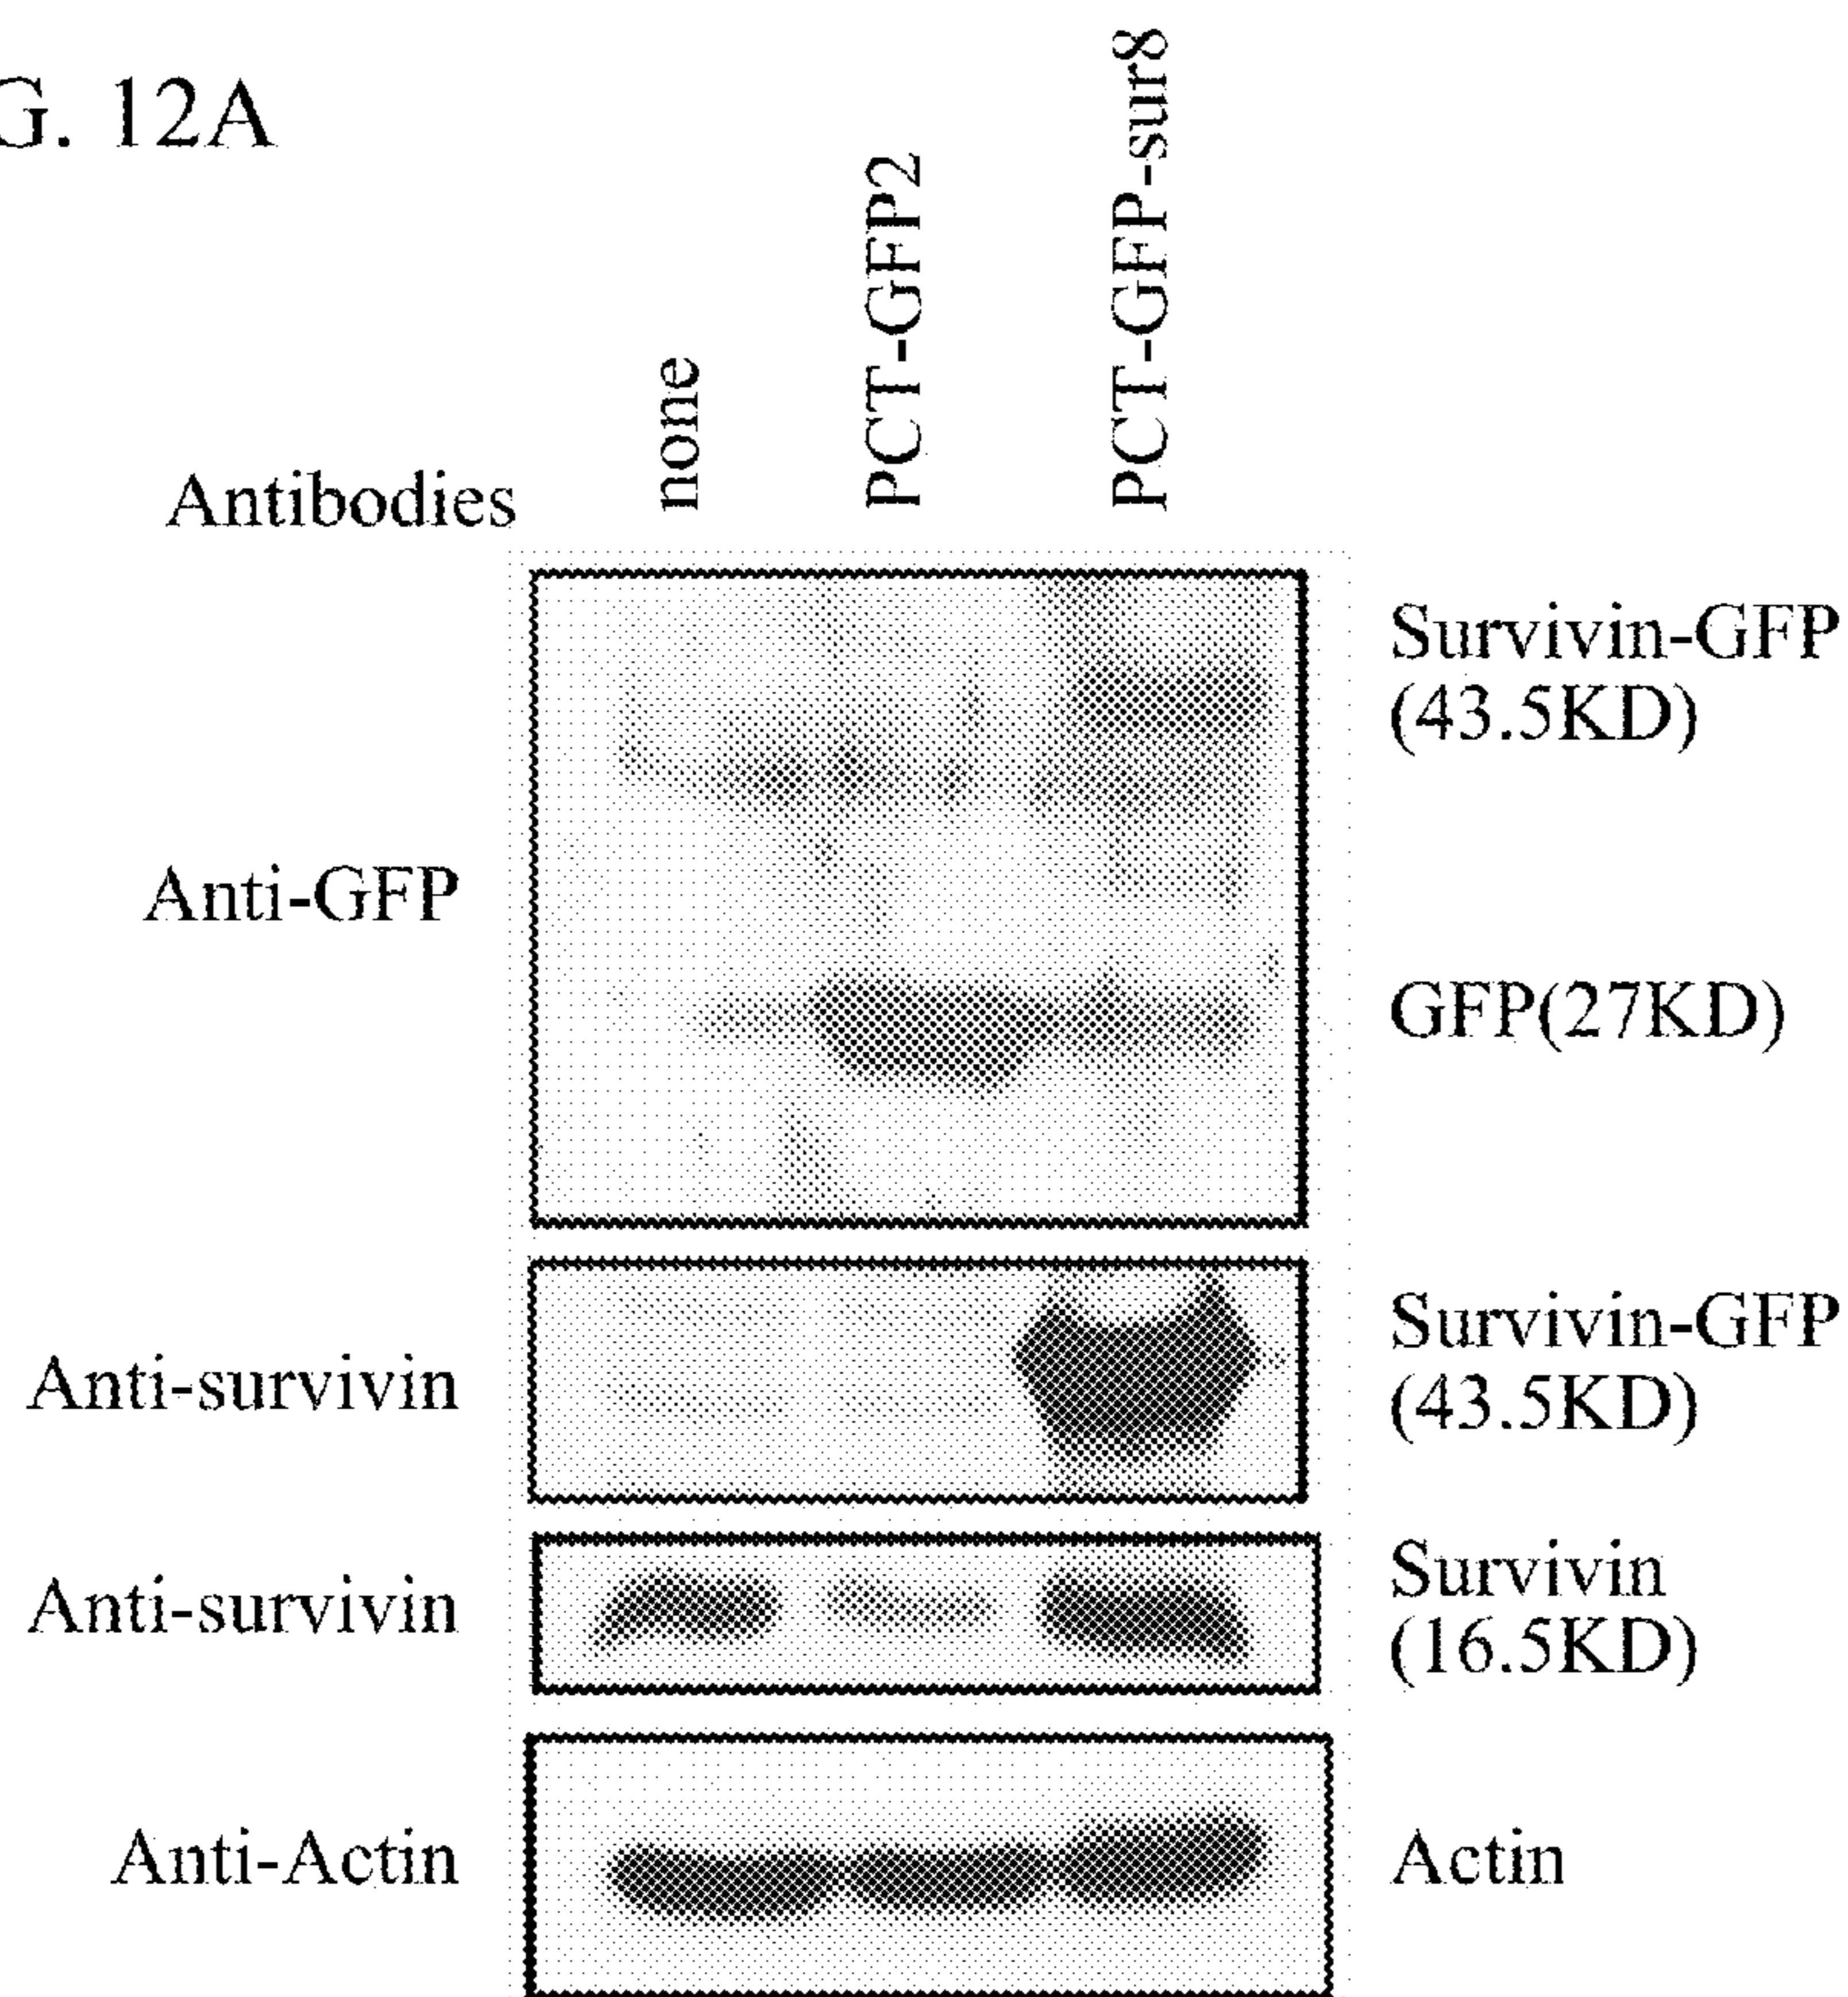 G. 12A
none
PCT-GFP2
PCT-GFP-sur8
Antibodies
Survivin-GFP
(43.5KD)
Anti-GFP
GFP(27KD)
Survivin-GFP
Anti-survivin
(43.5KD)
Survivin
Anti-survivin
(16.5KD)
Anti-Actin
Actin